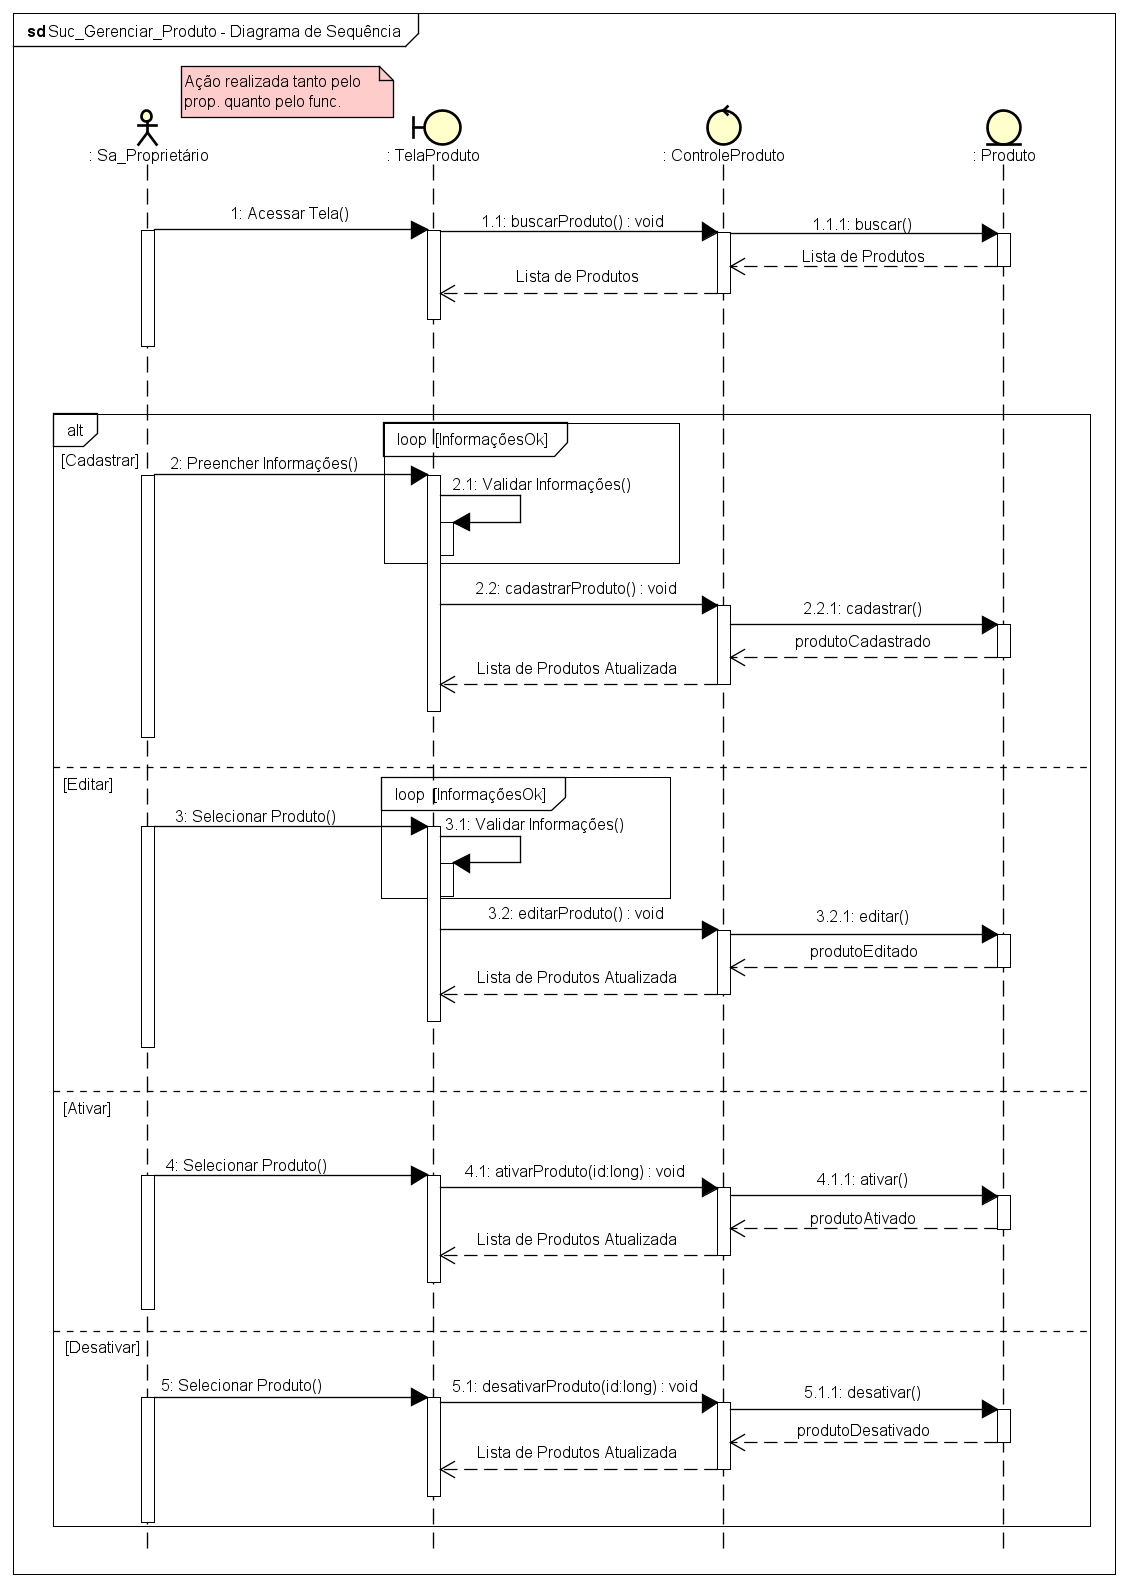 sd Suc_Gerenciar_Produto - Diagrama de Sequência
Ação realizada tanto pelo
prop. quanto pelo func.
: Sa_Proprietário
: TelaProduto
: ControleProduto
: Produto
1: Acessar Tela()
1.1: buscarProduto() : void
1.1.1: buscar()
Lista de Produtos
Lista de Produtos
alt
[Cadastrar]
loop [InformaçõesOk]
2: Preencher Informações()
2.1: Validar Informações()
2.2: cadastrarProduto() : void
2.2.1: cadastrar()
produtoCadastrado
Lista de Produtos Atualizada
[Editar]
loop [InformaçõesOk]
3: Selecionar Produto()
3.1: Validar Informações()
3.2: editarProduto() : void
3.2.1: editar()
produtoEditado
Lista de Produtos Atualizada
[Ativar]
4: Selecionar Produto()
4.1: ativarProduto(id:long) : void
4.1.1: ativar()
produtoAtivado
Lista de Produtos Atualizada
[Desativar]
5: Selecionar Produto()
5.1: desativarProduto(id:long) : void
5.1.1: desativar()
produtoDesativado
Lista de Produtos Atualizada